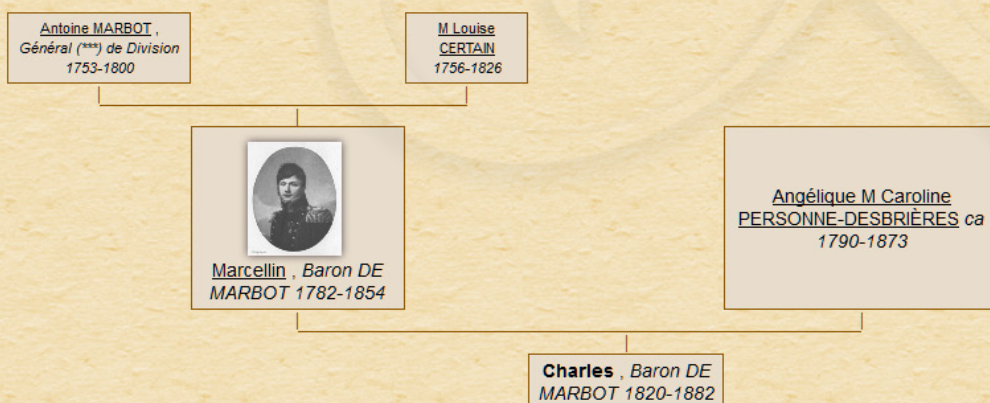 Antoine MARBOT ,
Général (***) de Division
1753-1800
M Louise
CERTAIN
1756-1826
Marcellin , Baron DE
MARBOT 1782-1854
Angélique M Caroline
PERSONNE-DESBRIÈRES ca
1790-1873
Charles , Baron DE
MARBOT 1820-1882